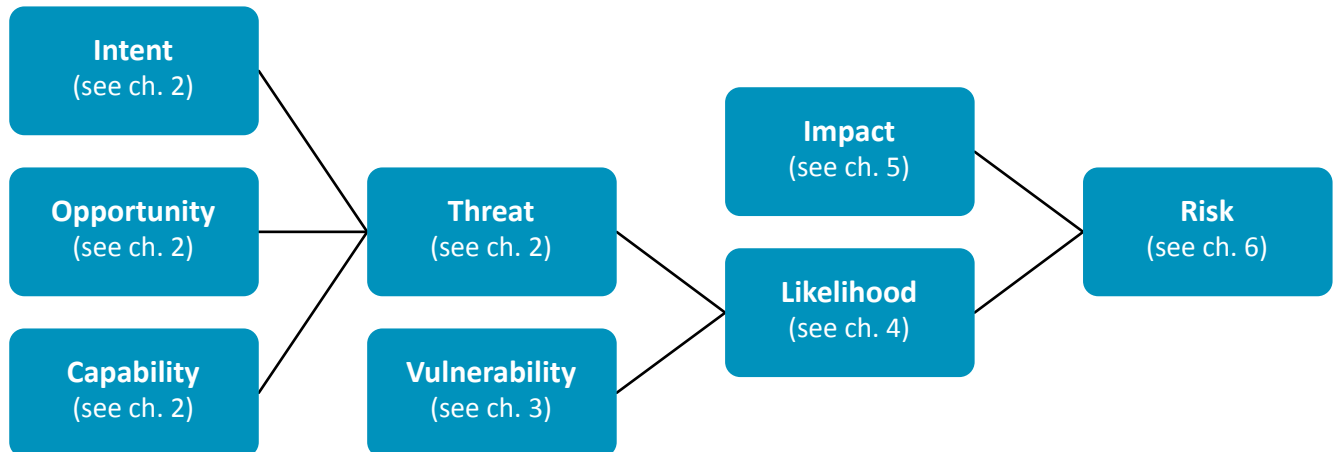 Intent
(see ch. 2)
Opportunity
(see ch. 2)
Capability
(see ch. 2)
Threat
(see ch. 2)
Vulnerability
(see ch. 3)
Impact
(see ch. 5)
Likelihood
(see ch. 4)
Risk
(see ch. 6)